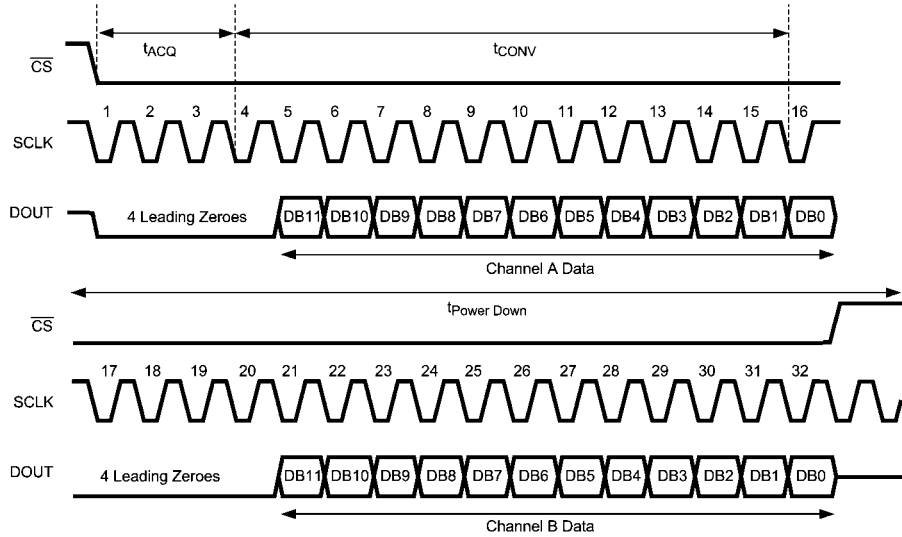 tACQ tCONV
CS
1 2 3 4 5 6 7 8 9 10 11 12 13 14 15 16
SCLK
DOUT 4 Leading Zeroes DB11 DB10 DB9 DB8 DB7 DB6 DB5 DB4 DB3 DB2 DB1 DB0
Channel A Data
tPower Down
CS
17 18 19 20 21 22 23 24 25 26 27 28 29 30 31 32
SCLK
DOUT 4 Leading Zeroes DB11 DB10 DB9 DB8 DB7 DB6 DB5 DB4 DB3 DB2 DB1 DB0
Channel B Data